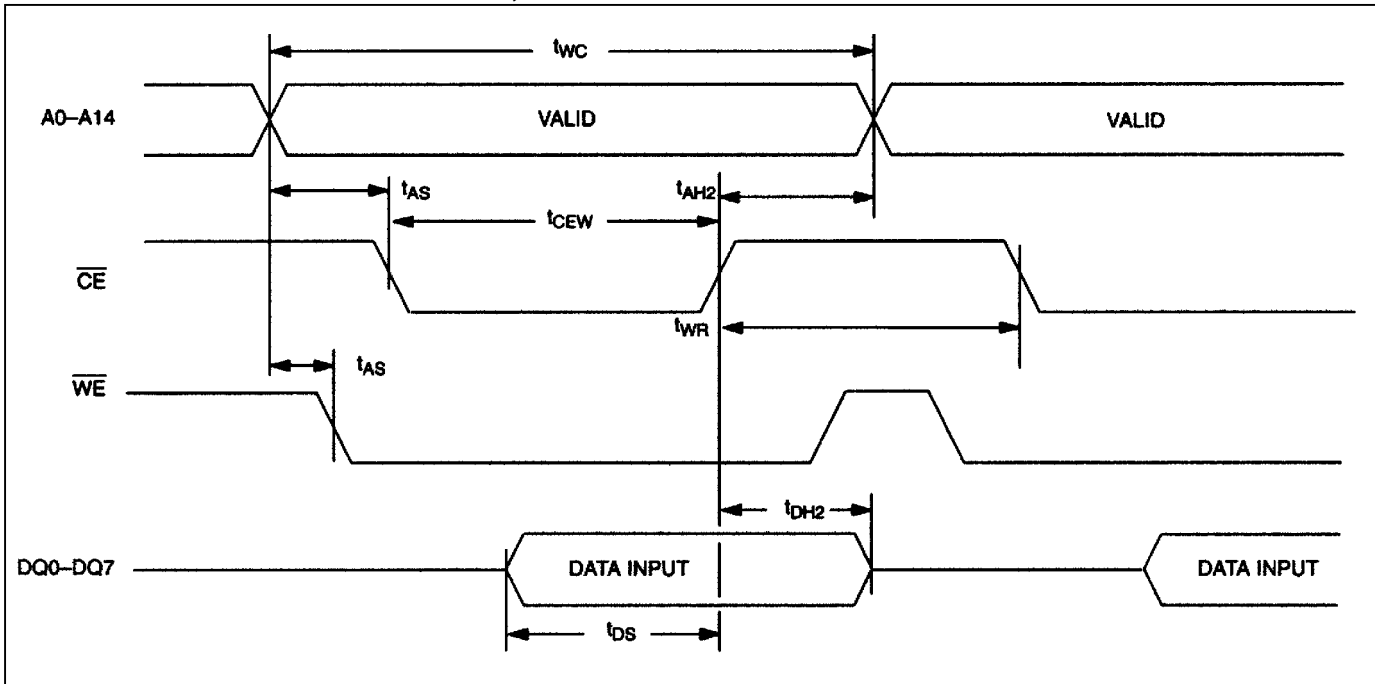 tWC
A0–A14 VALID VALID
tAS tAH2
tCEW
CE
tWR
tAS
WE
tDH2
DQ0–DQ7 DATA INPUT DATA INPUT
tDS